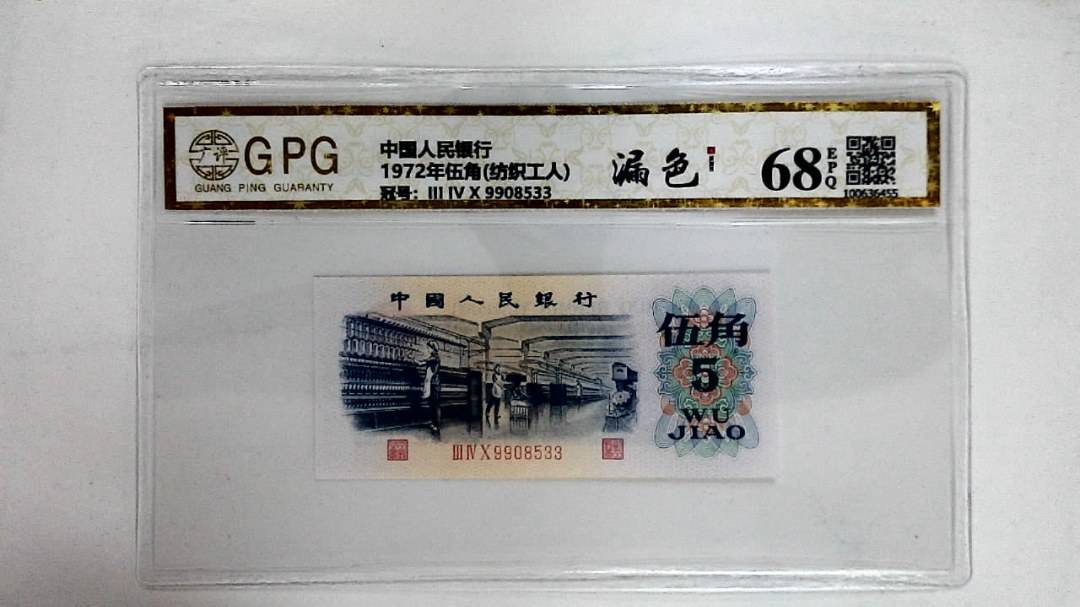 广评
GPG
GUANG PING GUARANTY
中国人民银行
1972年伍角(纺织工人)
冠号: III IV X 9908533
漏色
68
EPQ
100636455
中國人民銀行
伍角
5
WU
JIAO
III IV X 9908533